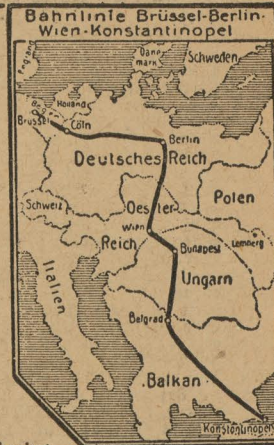 Bahnlinie Brüssel-Berlin-
Wien-Konstantinopel
England
Däne
mark
Schweden
Holland
Brüssel
Cöln
Berlin
Deutsches Reich
Polen
Schweiz
Oester-
Wien
Reich
Lemberg
Budapest
Ungarn
Italien
Belgrad
Balkan
Konstantinopel